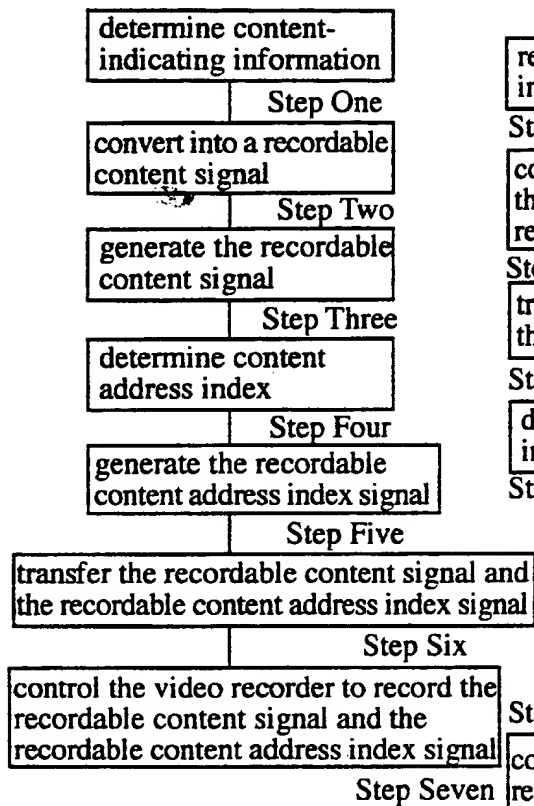 determine content-
indicating information
Step One
convert into a recordable
content signal
Step Two
generate the recordable
content signal
Step Three
determine content
address index
Step Four
generate the recordable
content address index signal
Step Five
transfer the recordable content signal and
the recordable content address index signal
Step Six
control the video recorder to record the
recordable content signal and the
recordable content address index signal
Step Seven